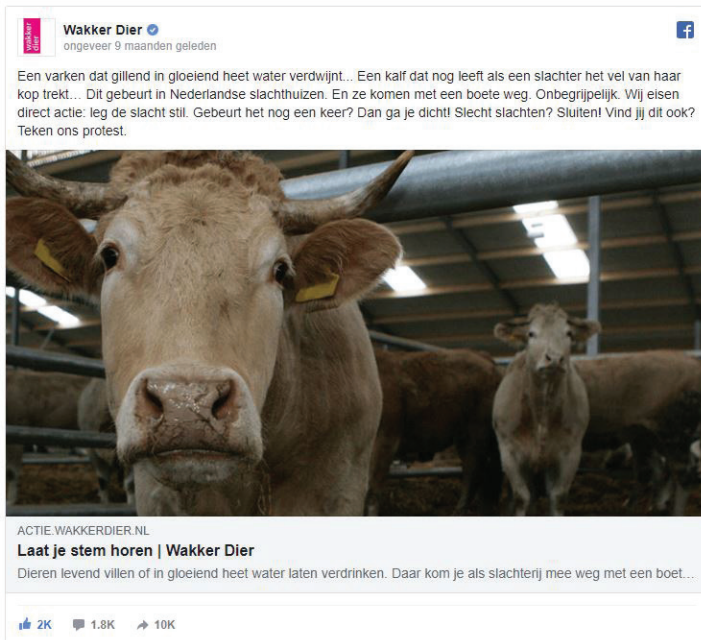 wakker
dier
Wakker Dier
ongeveer 9 maanden geleden
Een varken dat gillend in gloeiend heet water verdwijnt... Een kalf dat nog leeft als een slachter het vel van haar
kop trekt... Dit gebeurt in Nederlandse slachthuizen. En ze komen met een boete weg. Onbegrijpelijk. Wij eisen
direct actie: leg de slacht stil. Gebeurt het nog een keer? Dan ga je dicht! Slecht slachten? Sluiten! Vind jij dit ook?
Teken ons protest.
ACTIE.WAKKERDIER.NL
Laat je stem horen | Wakker Dier
Dieren levend villen of in gloeiend heet water laten verdrinken. Daar kom je als slachterij mee weg met een boet...
2K 1.8K 10K